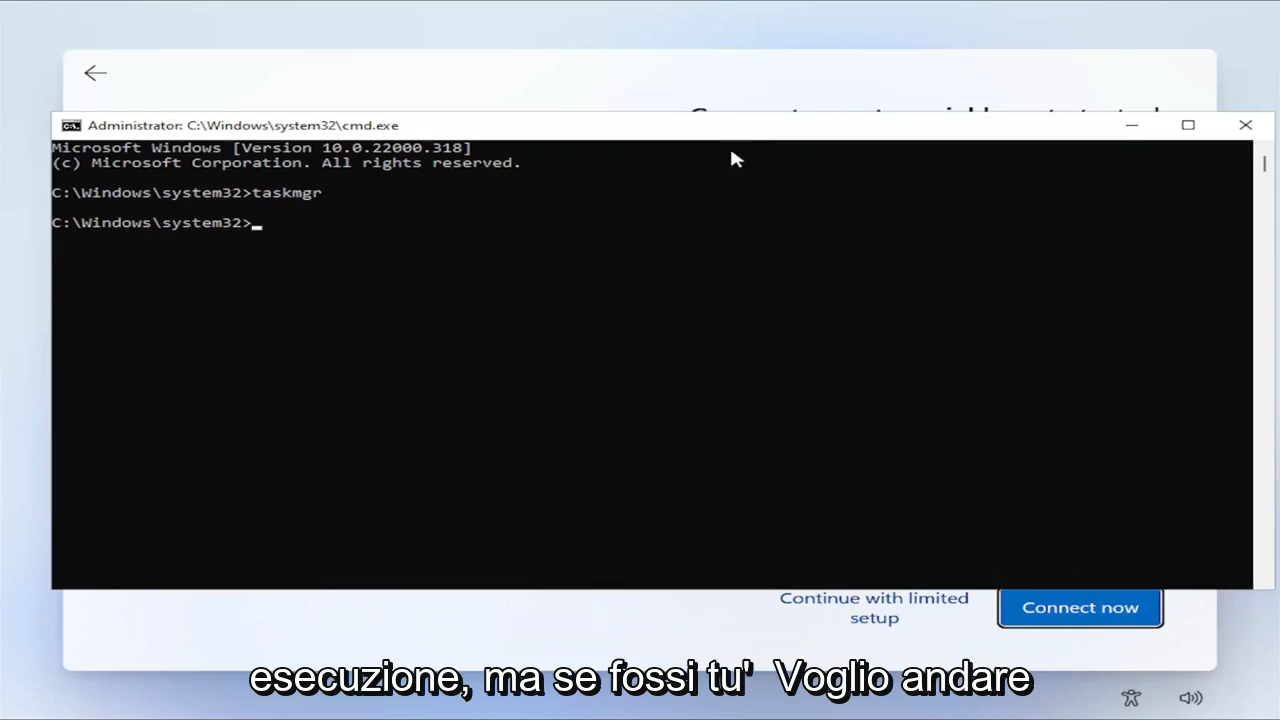 Administrator: C:\Windows\system32\cmd.exe
Microsoft Windows [Version 10.0.22000.318]
(c) Microsoft Corporation. All rights reserved.
C:\Windows\system32>taskmgr
C:\Windows\system32>
Continue with limited
setup
Connect now
esecuzione, ma se fossi tu' Voglio andare